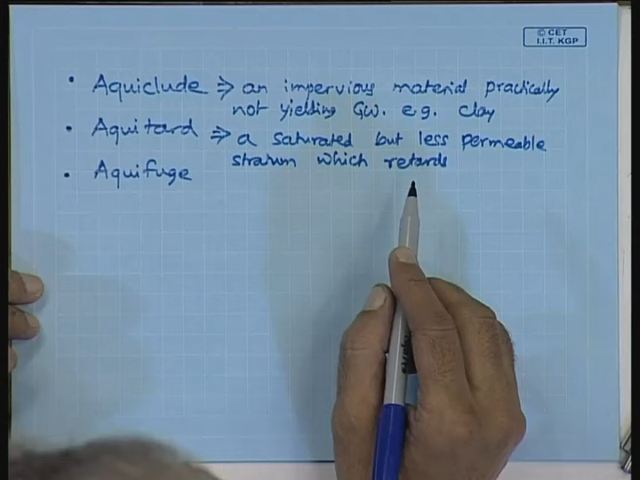 © CET
I.I.T. KGP
• Aquiclude ⇒ an impervious material practically
not yielding GW. e.g. clay
• Aquitard ⇒ a saturated but less permeable
stratum which retards
• Aquifuge